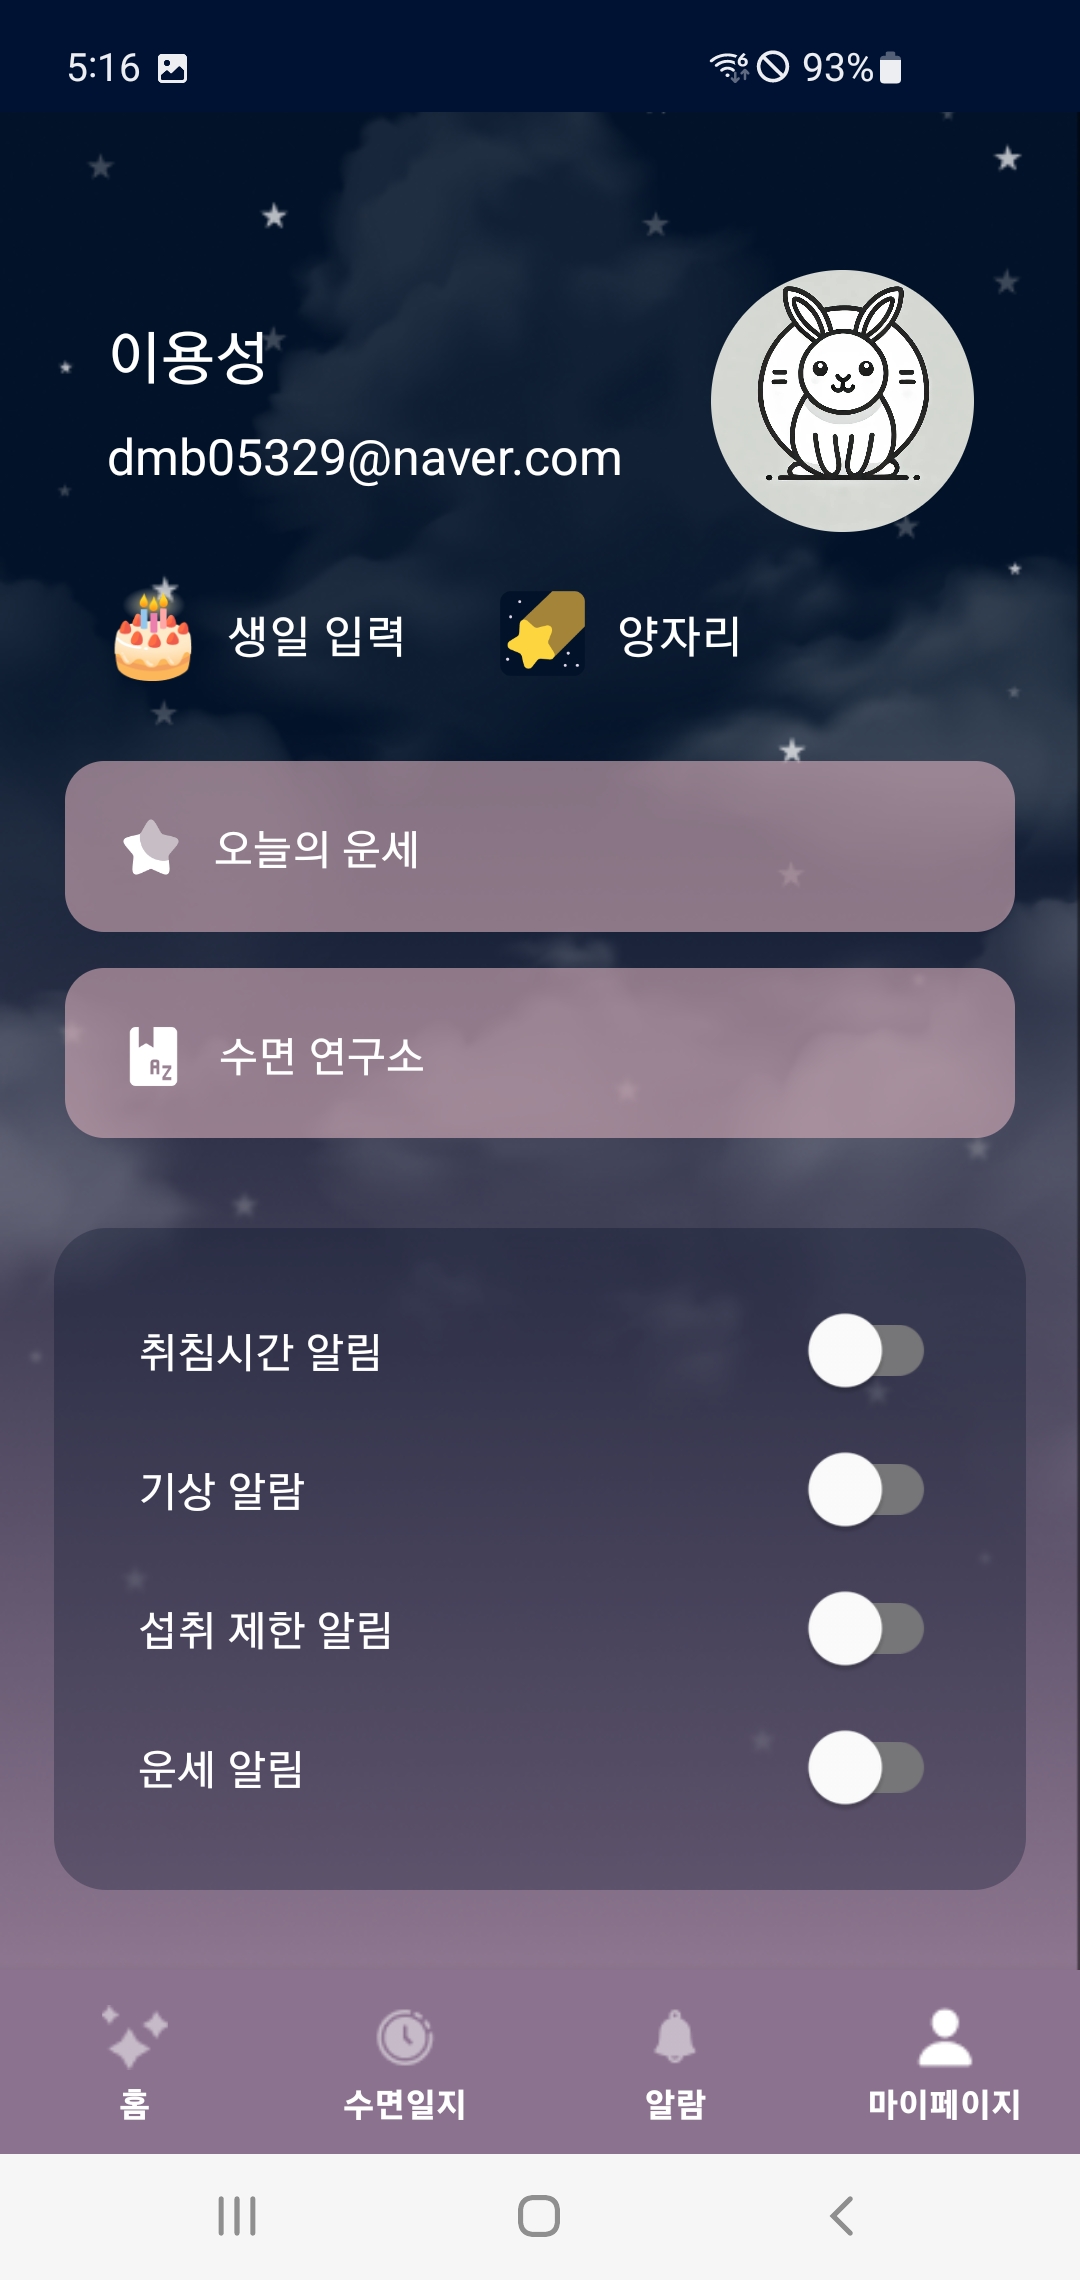 5:16 6 93%
이용성
dmb05329@naver.com
생일 입력 양자리
오늘의 운세
AZ 수면 연구소
취침시간 알림
기상 알람
섭취 제한 알림
운세 알림
홈 수면일지 알람 마이페이지